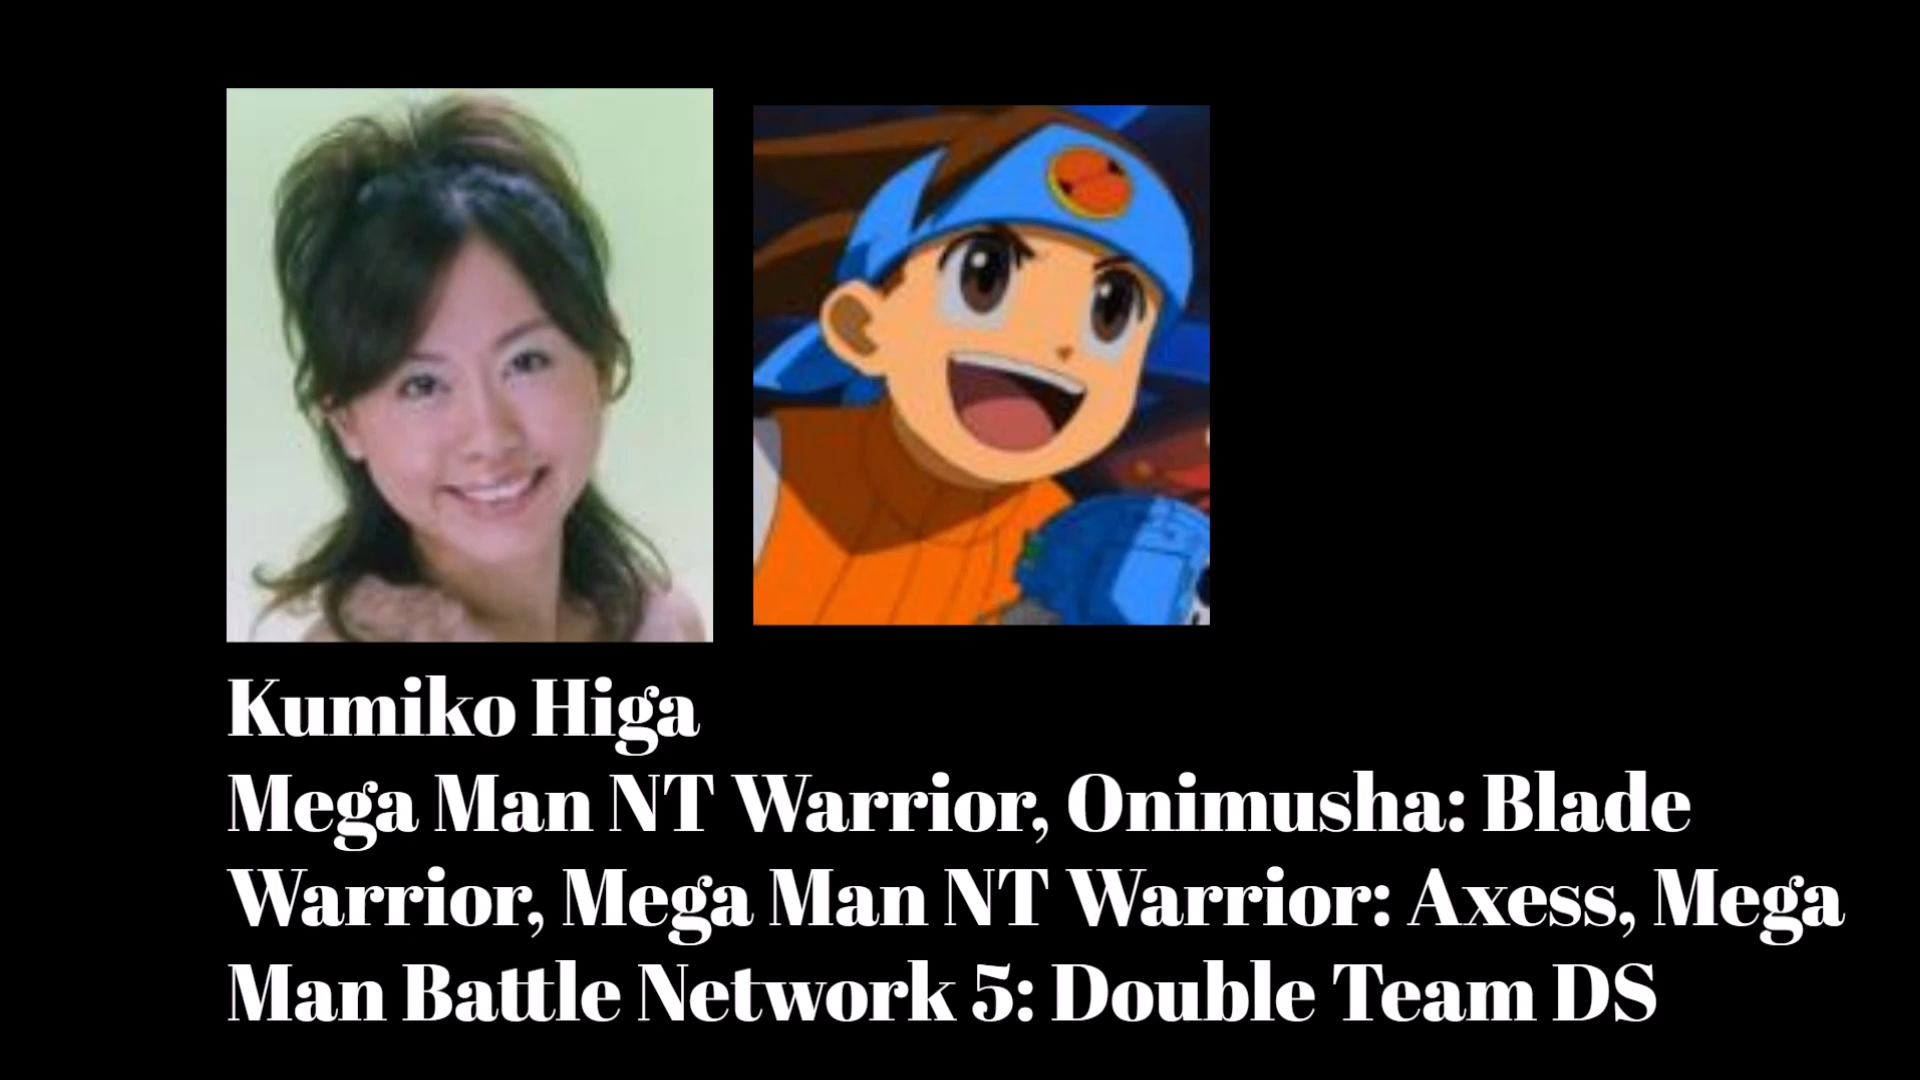 Kumiko Higa
Mega Man NT Warrior, Onimusha: Blade
Warrior, Mega Man NT Warrior: Axess, Mega
Man Battle Network 5: Double Team DS